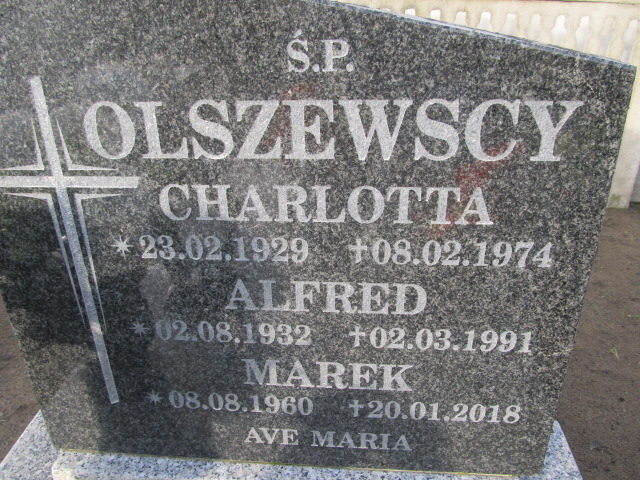 Ś.P.
OLSZEWSCY
CHARLOTTA
*23.02.1929 †08.02.1974
ALFRED
*02.08.1932 †02.03.1991
MAREK
*08.08.1960 †20.01.2018
AVE MARIA